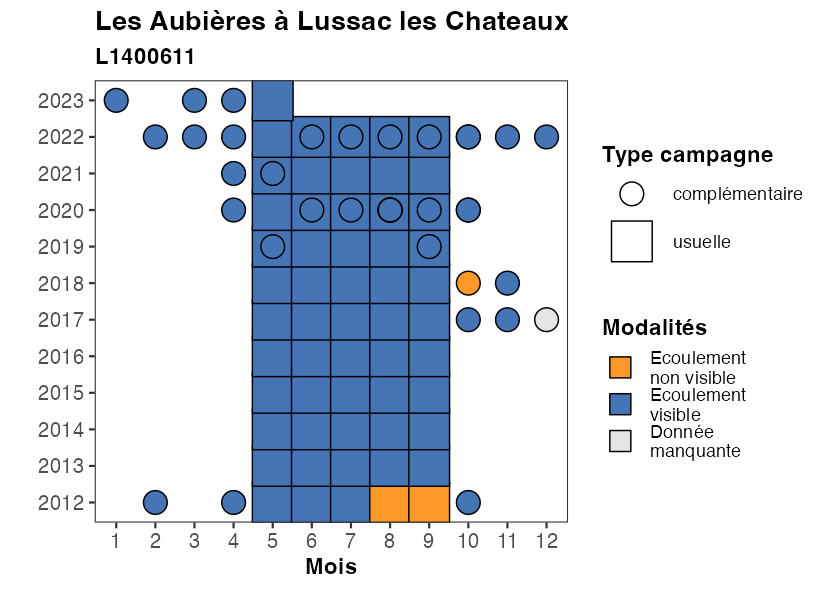 Les Aubières à Lussac les Chateaux
L1400611
2023
2022
2021
2020
2019
2018
2017
2016
2015
2014
2013
2012
1 2 3 4 5 6 7 8 9 10 11 12
Mois
Type campagne
complémentaire
usuelle
Modalités
Ecoulement
non visible
Ecoulement
visible
Donnée
manquante